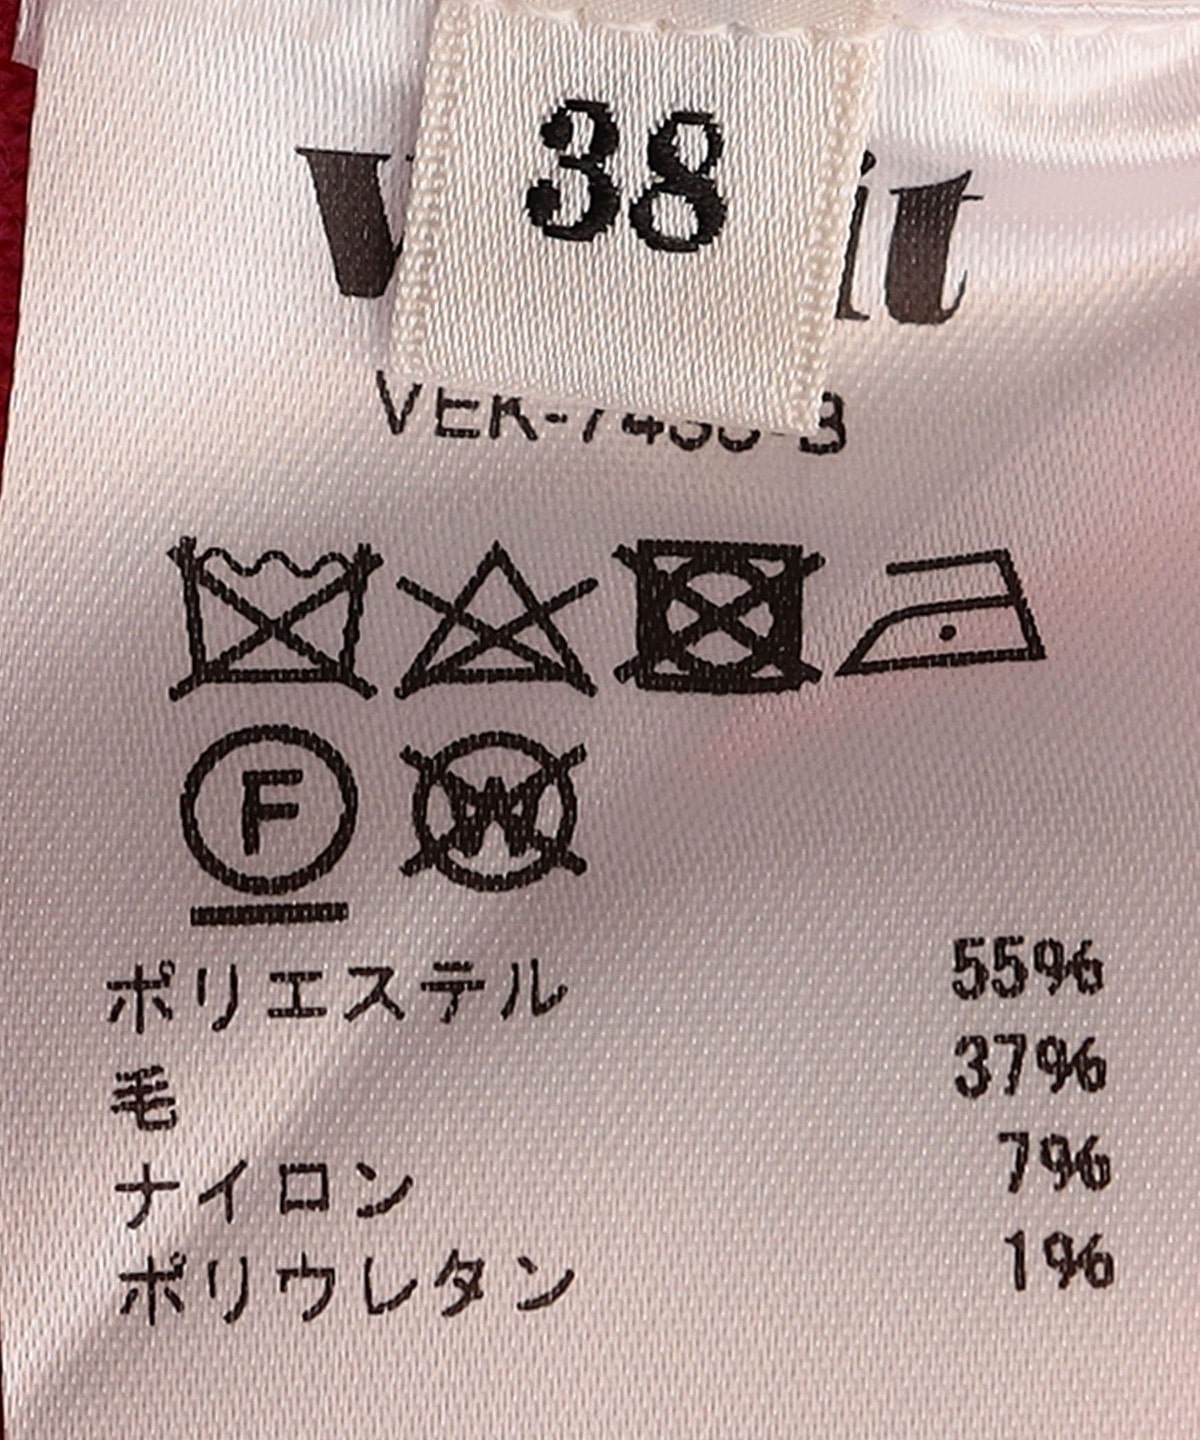 38
F
W
ポリエステル 55%
毛 37%
ナイロン 7%
ポリウレタン 1%